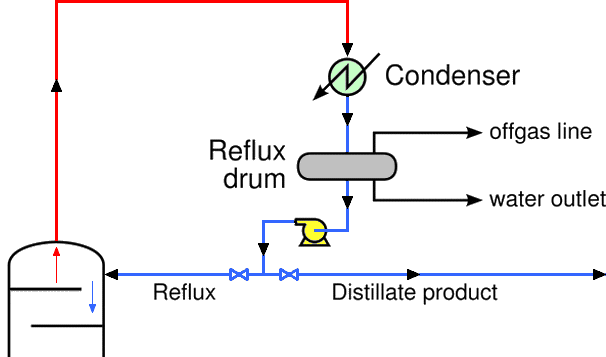 Condenser
Reflux
drum
offgas line
water outlet
Reflux
Distillate product